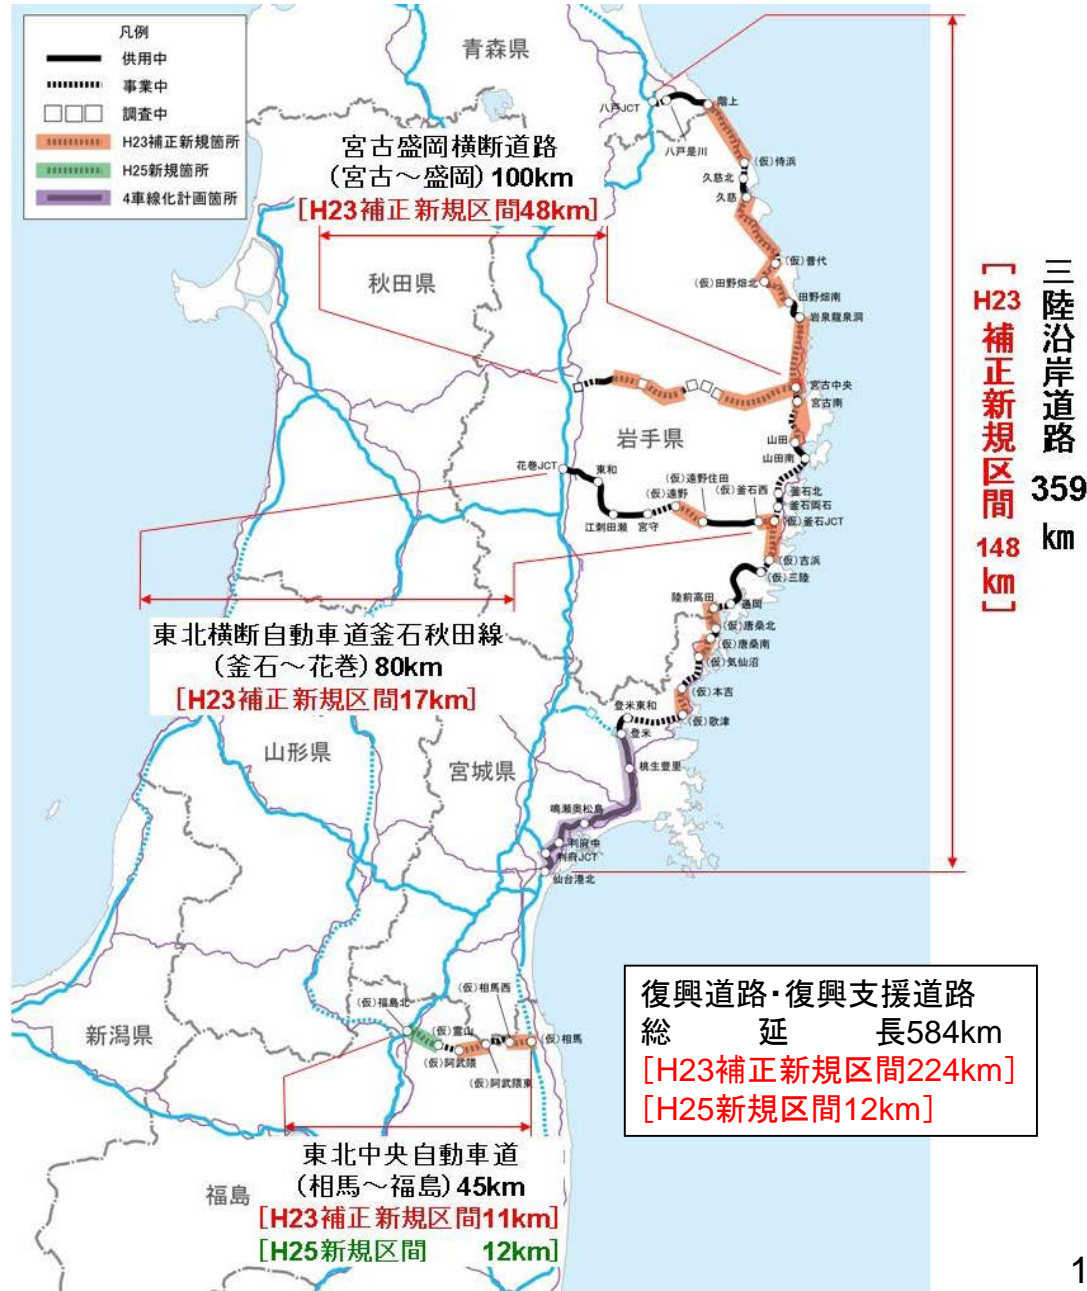 凡例
供用中
事業中
調査中
H23補正新規箇所
H25新規箇所
4車線化計画箇所
青森県
八戸JCT
階上
八戸是川
宮古盛岡横断道路
(宮古～盛岡)100km
[H23補正新規区間48km]
(仮)侍浜
久慈北
久慈
(仮)普代
(仮)田野畑北
田野畑南
岩泉龍泉洞
秋田県
三陸沿岸道路 359km
[H23補正新規区間 148km]
宮古中央
宮古南
岩手県
山田
山田南
花巻JCT
東和
(仮)遠野住田
(仮)遠野
(仮)釜石西
釜石北
釜石両石
(仮)釜石JCT
江刺田瀬
宮守
(仮)吉浜
(仮)三陸
陸前高田
通岡
(仮)唐桑北
(仮)唐桑南
(仮)気仙沼
東北横断自動車道釜石秋田線
(釜石～花巻)80km
[H23補正新規区間17km]
(仮)本吉
登米東和
(仮)歌津
登米
山形県
宮城県
桃生豊里
鳴瀬奥松島
利府中
利府JCT
仙台港北
復興道路・復興支援道路
総延長584km
[H23補正新規区間224km]
[H25新規区間12km]
(仮)相馬西
(仮)福島北
新潟県
(仮)霊山
(仮)相馬
(仮)阿武隈
(仮)阿武隈東
東北中央自動車道
(相馬～福島)45km
福島
[H23補正新規区間11km]
[H25新規区間 12km]
1